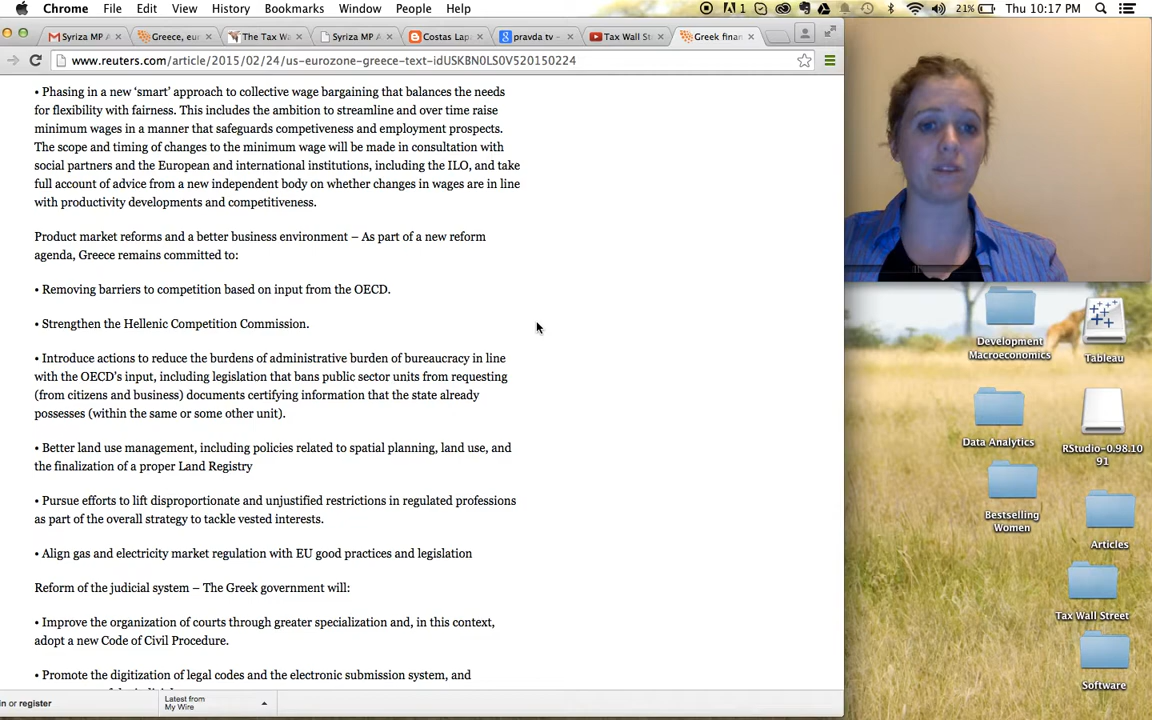 Chrome File Edit View History Bookmarks Window People Help
1 21% Thu 10:17 PM
Syriza MP A Greece, eur The Tax Wa Syriza MP A Costas Lap pravda tv – Tax Wall St Greek finan
www.reuters.com/article/2015/02/24/us-eurozone-greece-text-idUSKBN0LS0V520150224
• Phasing in a new ‘smart’ approach to collective wage bargaining that balances the needs
for flexibility with fairness. This includes the ambition to streamline and over time raise
minimum wages in a manner that safeguards competiveness and employment prospects.
The scope and timing of changes to the minimum wage will be made in consultation with
social partners and the European and international institutions, including the ILO, and take
full account of advice from a new independent body on whether changes in wages are in line
with productivity developments and competitiveness.
Product market reforms and a better business environment – As part of a new reform
agenda, Greece remains committed to:
• Removing barriers to competition based on input from the OECD.
• Strengthen the Hellenic Competition Commission.
• Introduce actions to reduce the burdens of administrative burden of bureaucracy in line
with the OECD's input, including legislation that bans public sector units from requesting
(from citizens and business) documents certifying information that the state already
possesses (within the same or some other unit).
• Better land use management, including policies related to spatial planning, land use, and
the finalization of a proper Land Registry
• Pursue efforts to lift disproportionate and unjustified restrictions in regulated professions
as part of the overall strategy to tackle vested interests.
• Align gas and electricity market regulation with EU good practices and legislation
Reform of the judicial system – The Greek government will:
• Improve the organization of courts through greater specialization and, in this context,
adopt a new Code of Civil Procedure.
• Promote the digitization of legal codes and the electronic submission system, and
in or register
Latest from
My Wire
Development
Macroeconomics
Tableau
Data Analytics
RStudio-0.98.10
91
Bestselling
Women
Articles
Tax Wall Street
Software